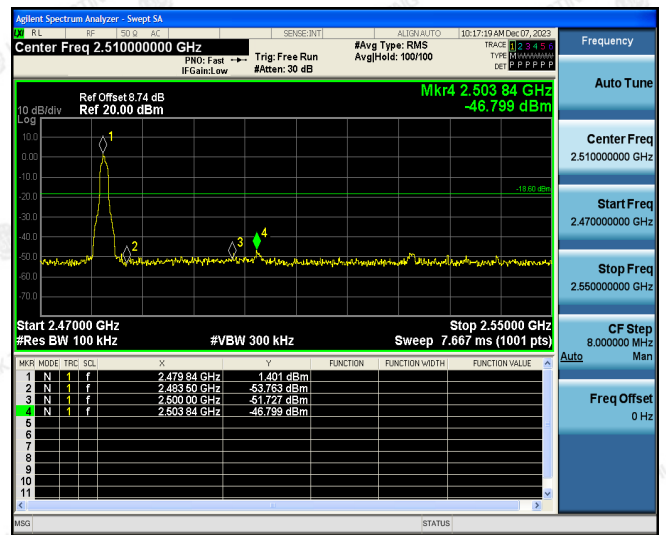 Agilent Spectrum Analyzer - Swept SA
RL RF 50 Ω AC SENSE:INT ALIGN AUTO 10:17:19 AM Dec 07, 2023
Center Freq 2.510000000 GHz
PNO: Fast
IFGain:Low
Trig: Free Run
#Atten: 30 dB
#Avg Type: RMS
Avg|Hold: 100/100
TRACE 1 2 3 4 5 6
TYPE M
DET P P P P P P
Ref Offset 8.74 dB
10 dB/div Ref 20.00 dBm
Log
Mkr4 2.503 84 GHz
-46.799 dBm
10.0
0.00
-10.0
-20.0
-30.0
-40.0
-50.0
-60.0
-70.0
1
2
3
4
-18.60 dBm
Start 2.47000 GHz Stop 2.55000 GHz
#Res BW 100 kHz #VBW 300 kHz Sweep 7.667 ms (1001 pts)
MKR MODE TRC SCL X Y FUNCTION FUNCTION WIDTH FUNCTION VALUE
1 N 1 f 2.479 84 GHz 1.401 dBm
2 N 1 f 2.483 50 GHz -53.763 dBm
3 N 1 f 2.500 00 GHz -51.727 dBm
4 N 1 f 2.503 84 GHz -46.799 dBm
5
6
7
8
9
10
11
MSG STATUS
Frequency
Auto Tune
Center Freq
2.510000000 GHz
Start Freq
2.470000000 GHz
Stop Freq
2.550000000 GHz
CF Step
8.000000 MHz
Auto Man
Freq Offset
0 Hz